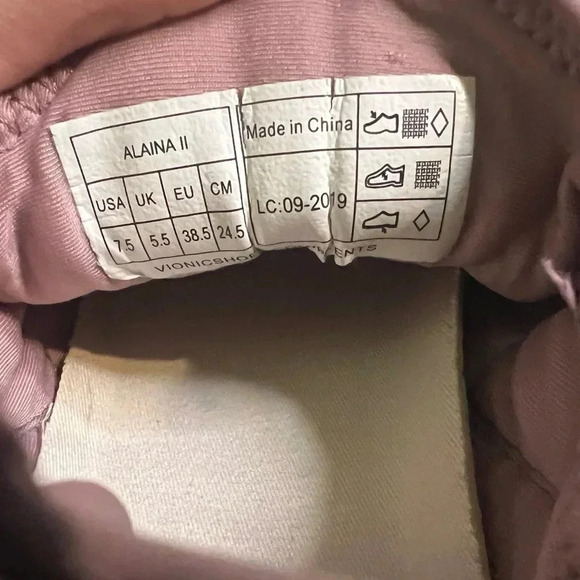 ALAINA II
USA UK EU CM
7.5 5.5 38.5 24.5
Made in China
LC:09-2019